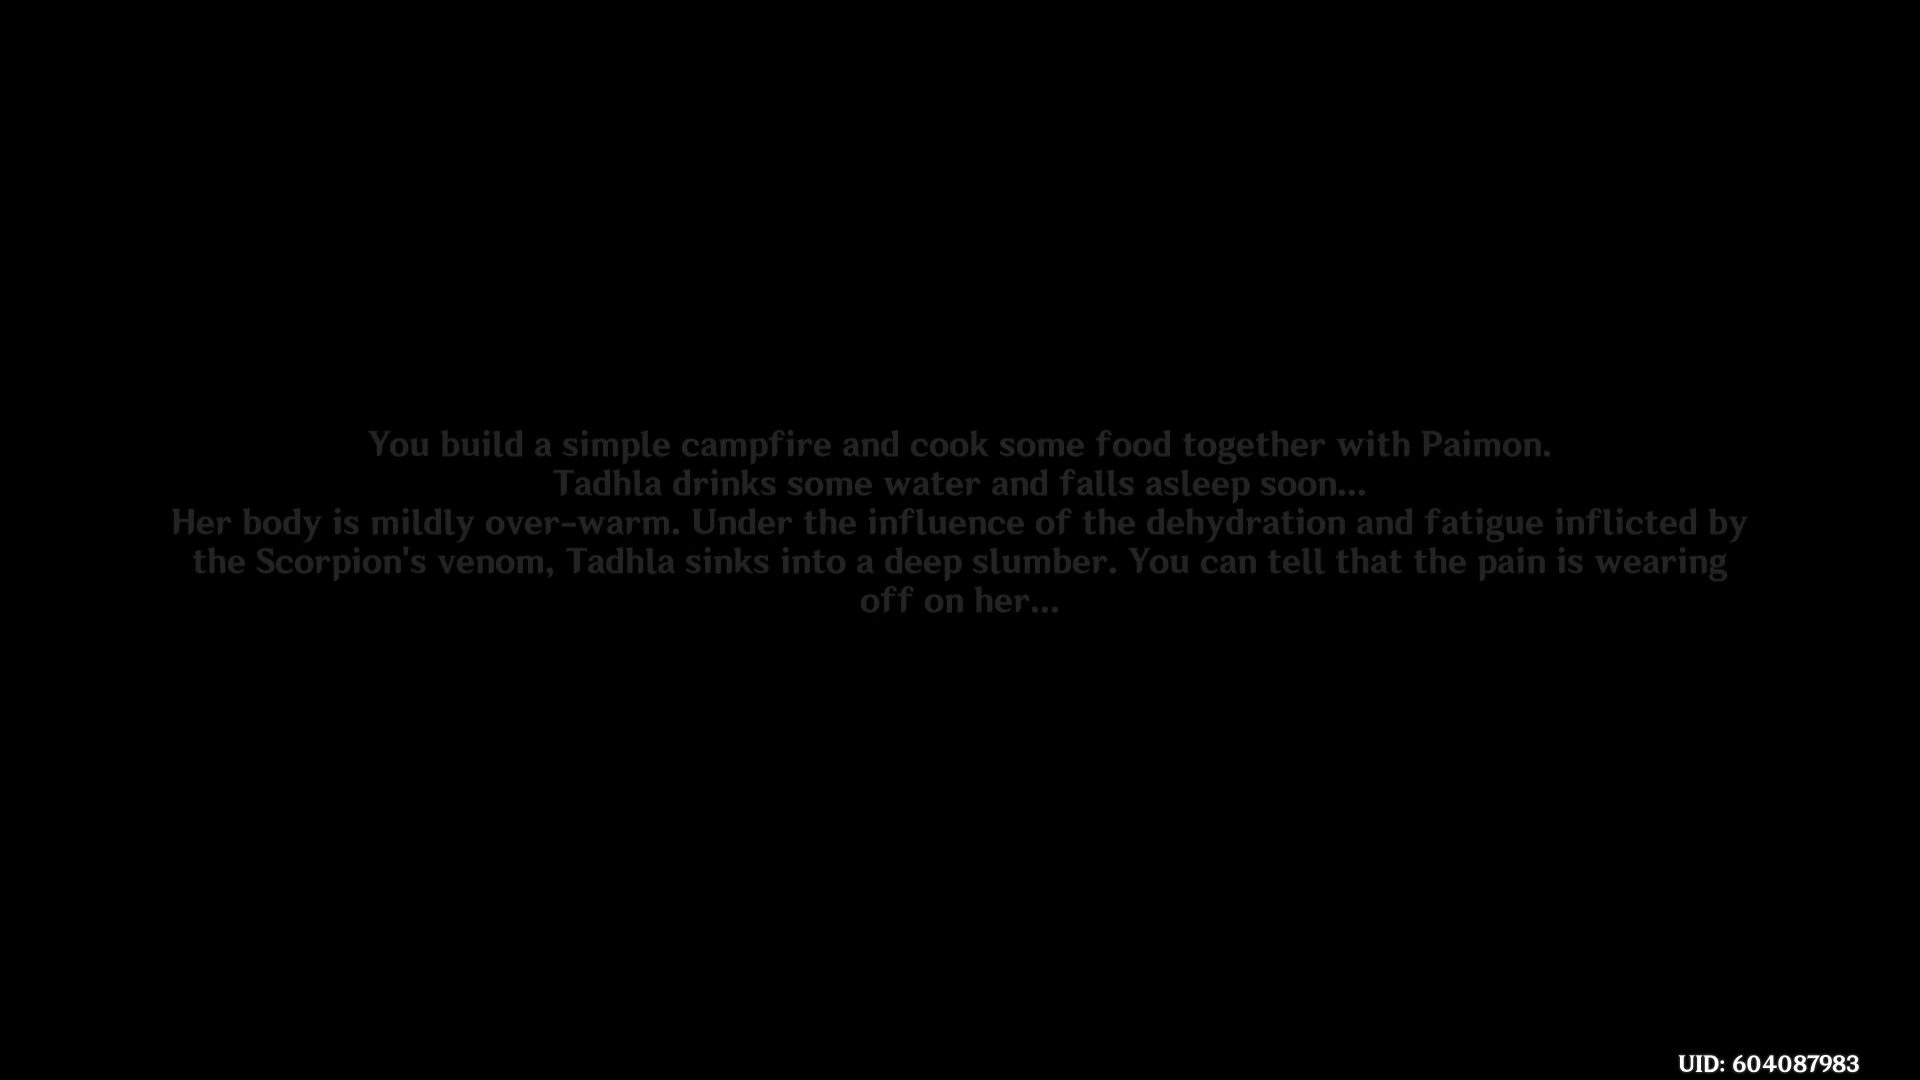 You build a simple campfire and cook some food together with Paimon.
Tadhla drinks some water and falls asleep soon...
Her body is mildly over-warm. Under the influence of the dehydration and fatigue inflicted by
the Scorpion's venom, Tadhla sinks into a deep slumber. You can tell that the pain is wearing
off on her...
UID: 604087983